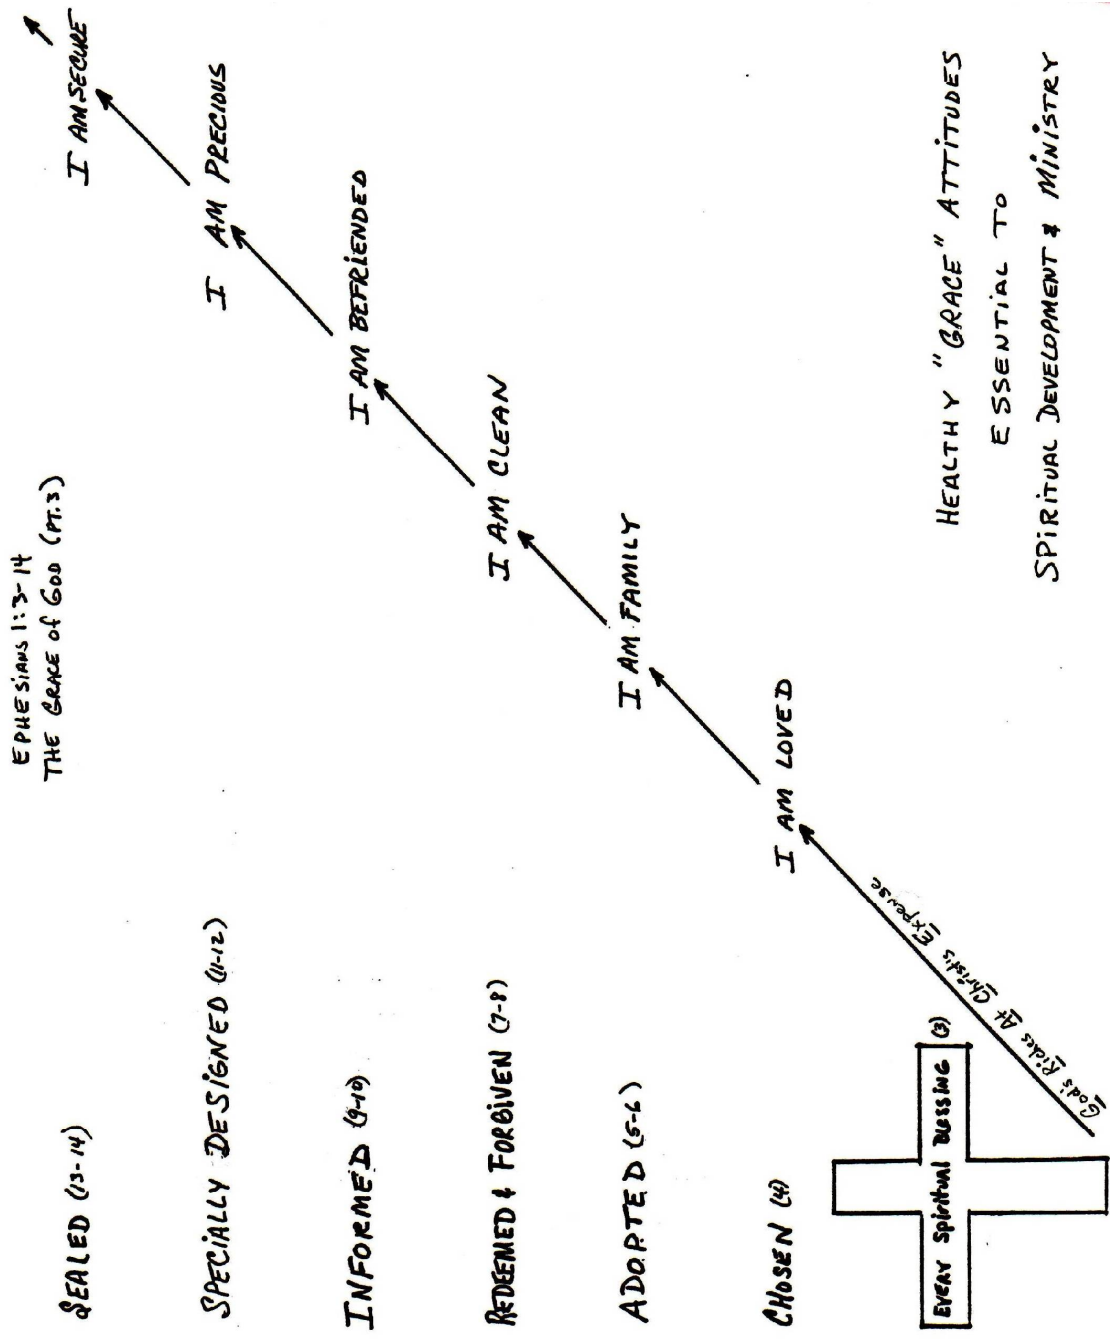 EPHESIANS 1:3-14
THE GRACE of GOD (PT.3)
SEALED (13-14)
I AM SECURE
SPECIALLY DESIGNED (11-12)
I AM PRECIOUS
INFORMED (9-10)
I AM BEFRIENDED
REDEEMED & FORGIVEN (7-8)
I AM CLEAN
ADOPTED (5-6)
I AM FAMILY
CHOSEN (4)
I AM LOVED
God's Riches At Christ's Expense
EVERY Spiritual Blessing (3)
HEALTHY "GRACE" ATTITUDES
ESSENTIAL TO
SPIRITUAL DEVELOPMENT & MINISTRY